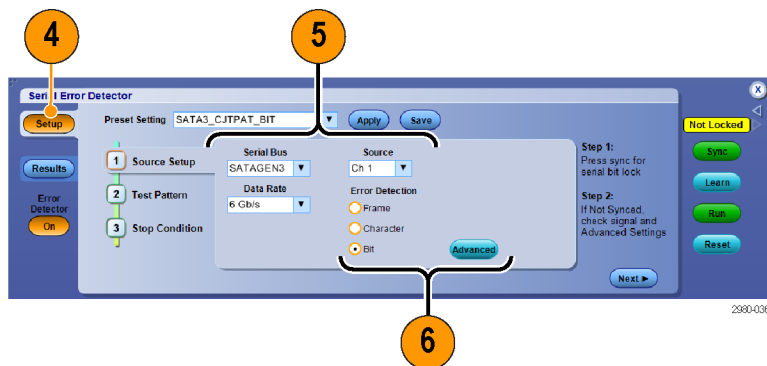 4
5
Serial Error Detector
X
Setup
Preset Setting SATA3_CJTPAT_BIT Apply Save
Not Locked
Results
Error
Detector
On
1 Source Setup
2 Test Pattern
3 Stop Condition
Serial Bus
SATAGEN3
Data Rate
6 Gb/s
Source
Ch 1
Error Detection
Frame
Character
Bit
Advanced
Step 1:
Press sync for
serial bit lock
Step 2:
If Not Synced,
check signal and
Advanced Settings
Next
Sync
Learn
Run
Reset
6
2980-036